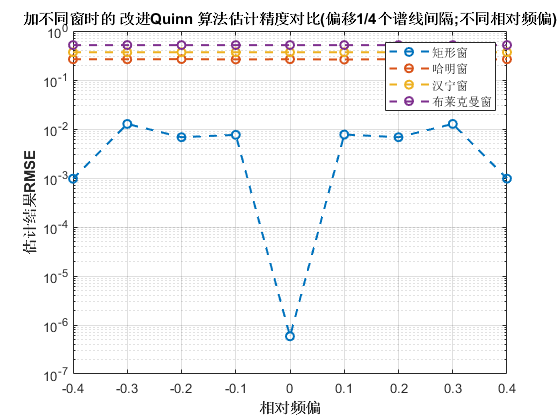 加不同窗时的 改进Quinn 算法估计精度对比(偏移1/4个谱线间隔;不同相对频偏)
10^0
10^-1
10^-2
10^-3
10^-4
10^-5
10^-6
10^-7
估计结果RMSE
矩形窗
哈明窗
汉宁窗
布莱克曼窗
-0.4 -0.3 -0.2 -0.1 0 0.1 0.2 0.3 0.4
相对频偏